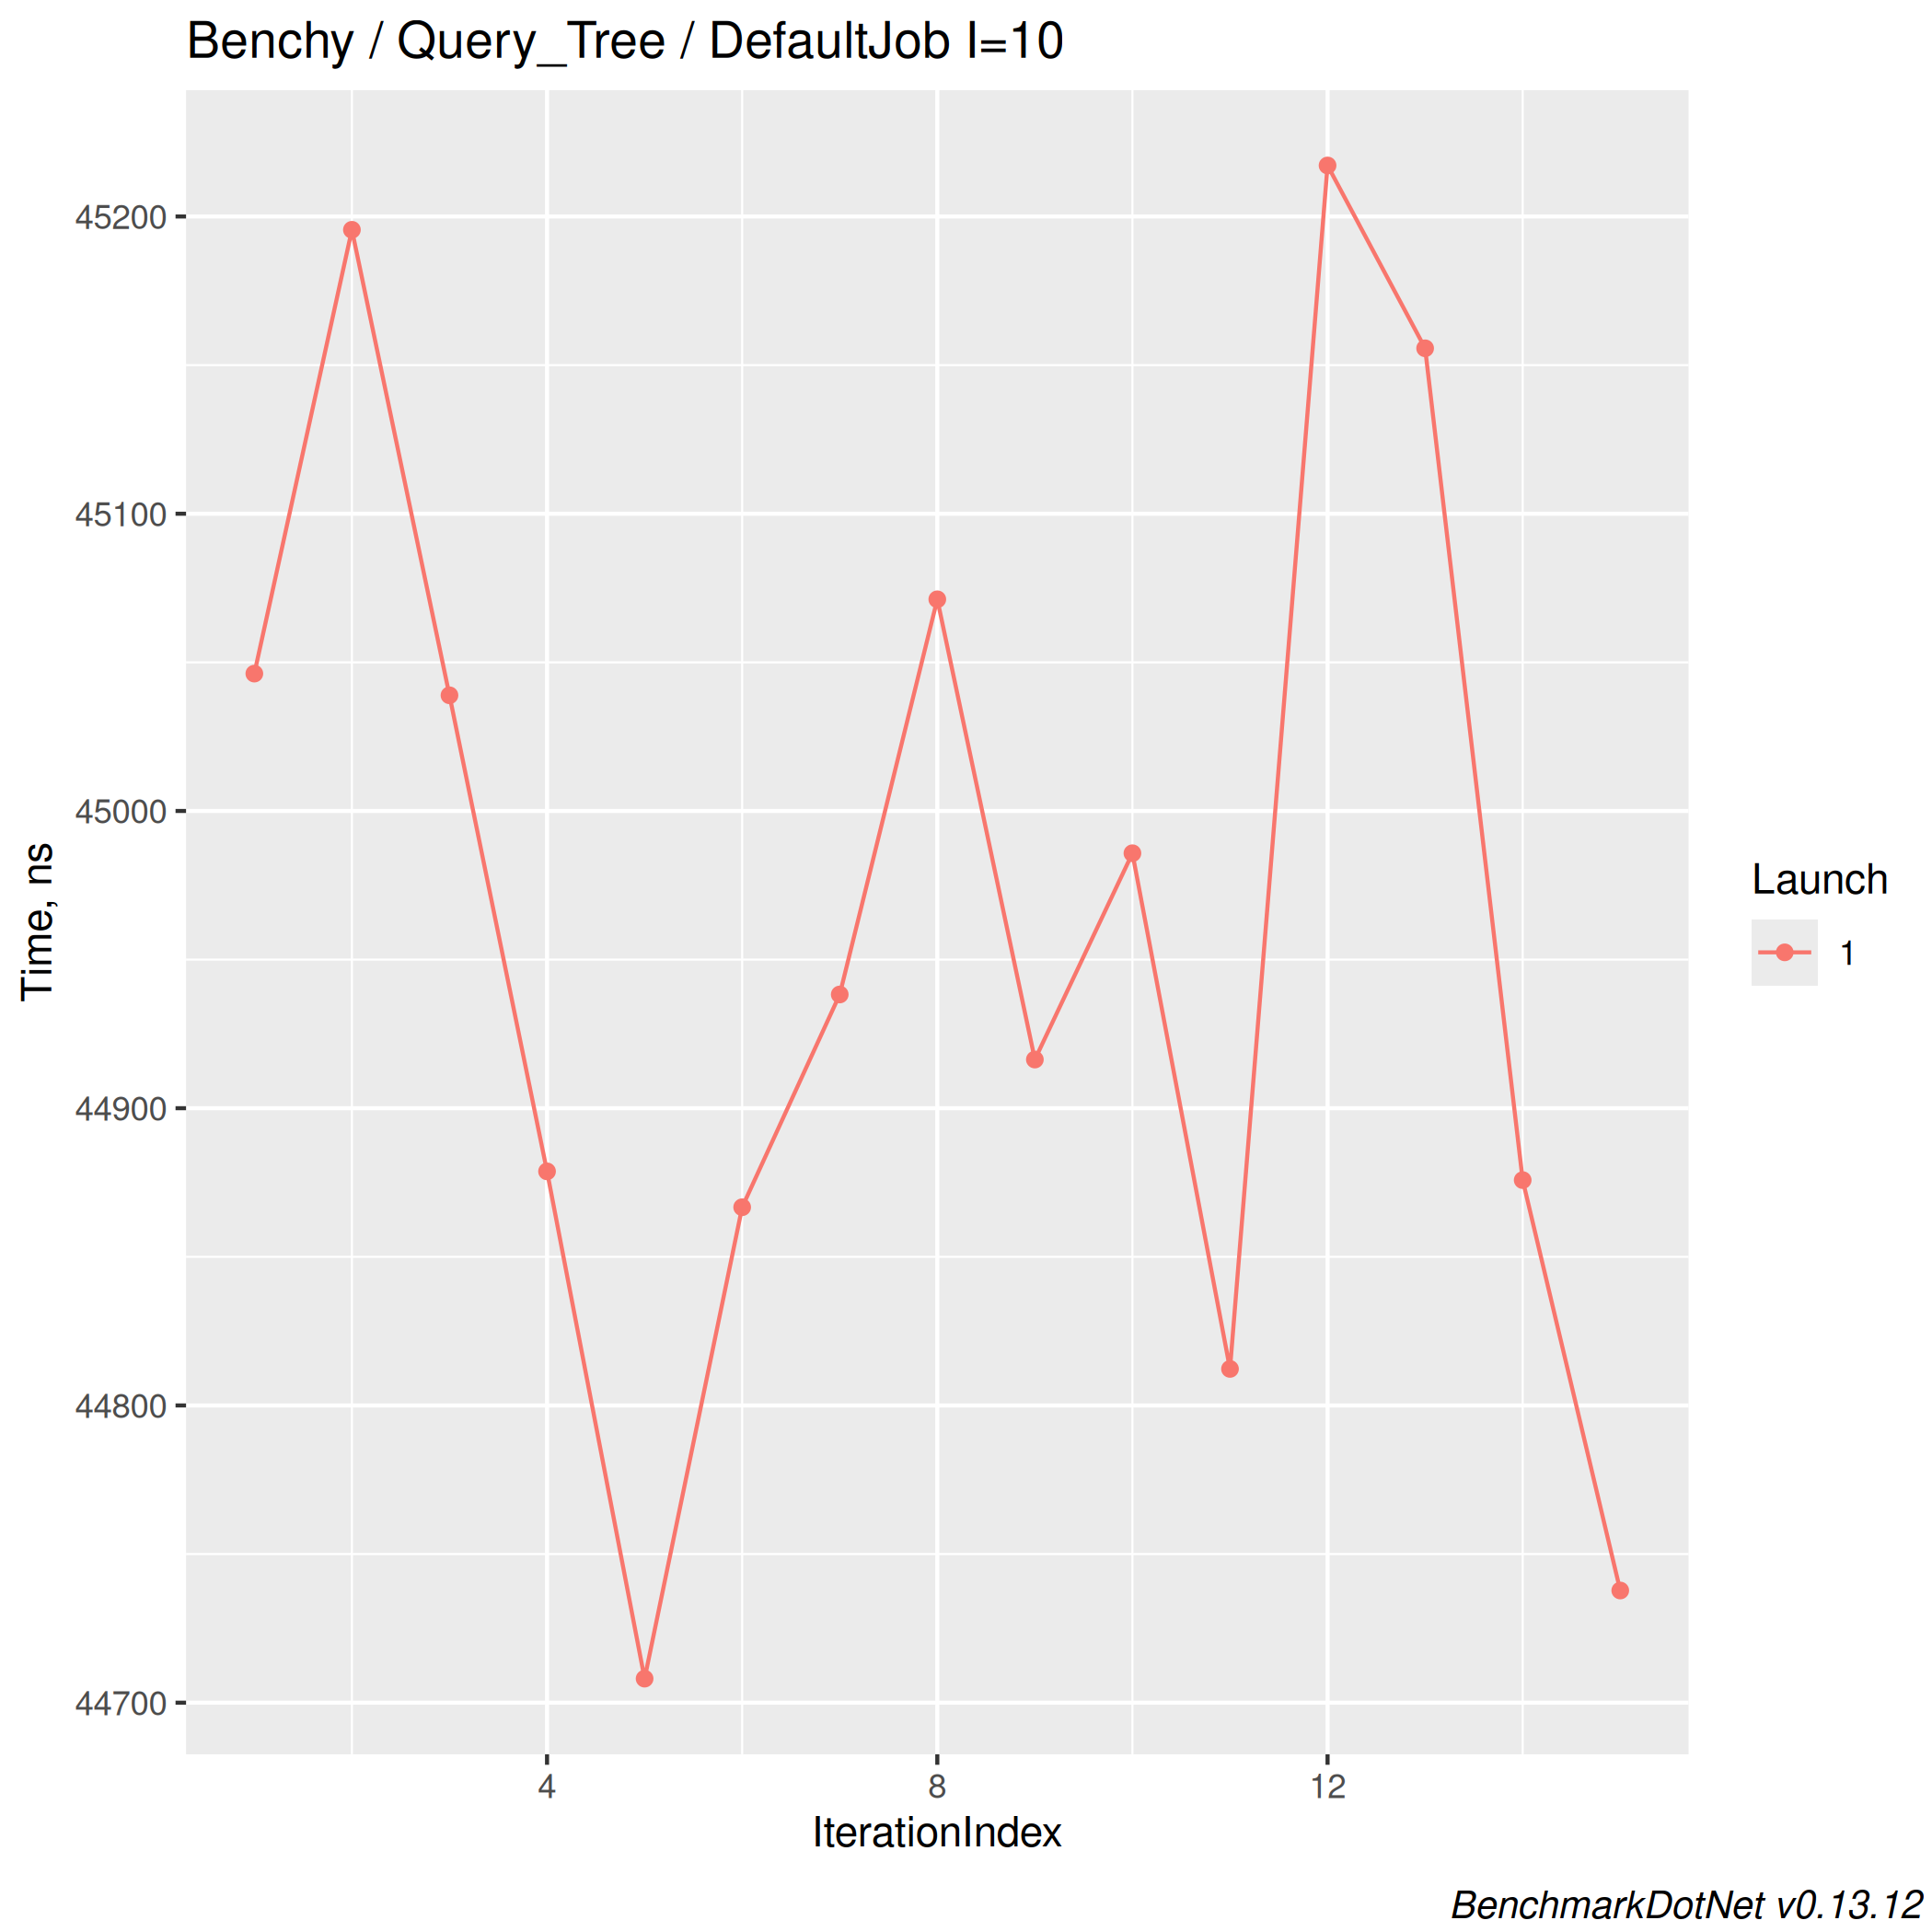 Benchy / Query_Tree / DefaultJob I=10
45200
45100
45000
44900
44800
44700
Time, ns
4 8 12
IterationIndex
Launch
1
BenchmarkDotNet v0.13.12